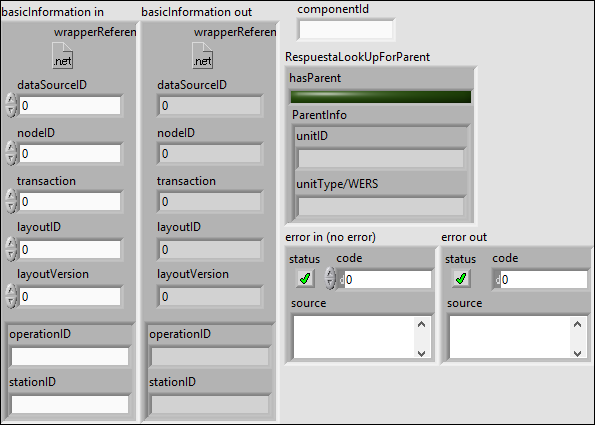 basicInformation in
wrapperReferen
.net
dataSourceID
0
nodeID
0
transaction
0
layoutID
0
layoutVersion
0
operationID
stationID
basicInformation out
wrapperReferen
.net
dataSourceID
0
nodeID
0
transaction
0
layoutID
0
layoutVersion
0
operationID
stationID
componentId
RespuestaLookUpForParent
hasParent
ParentInfo
unitID
unitType/WERS
error in (no error)
status
code
d0
source
error out
status
code
d0
source